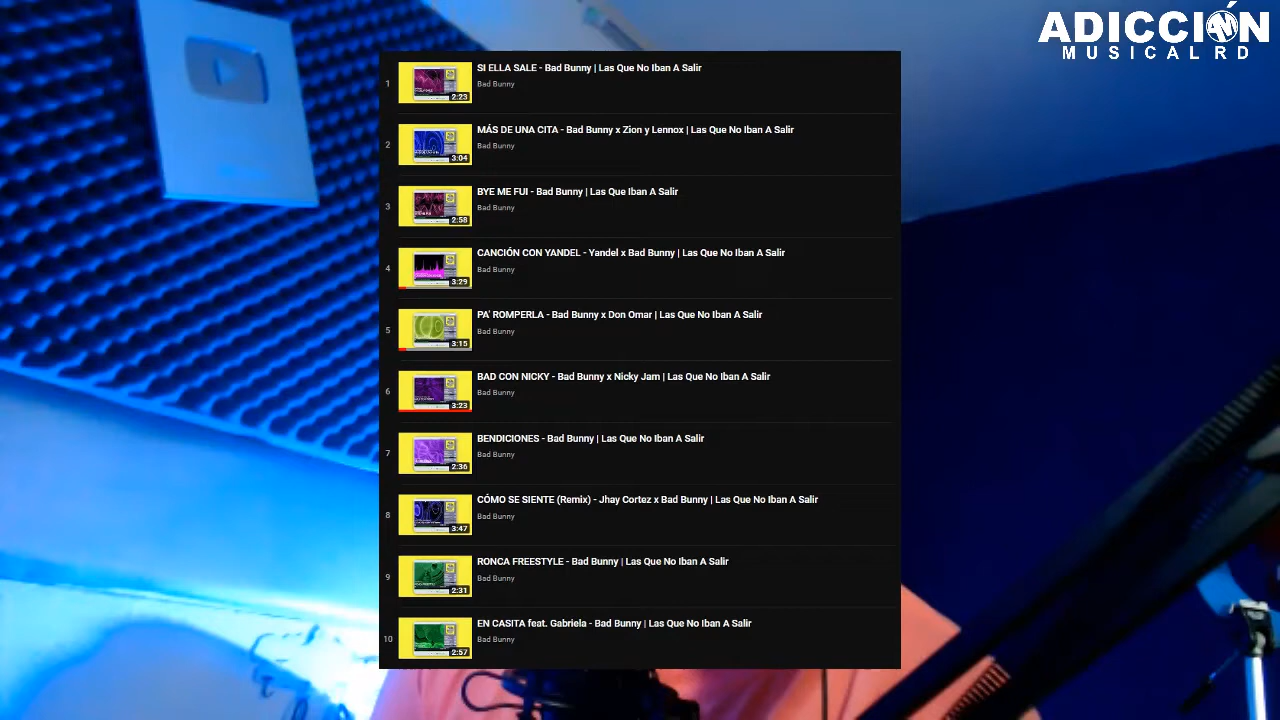 ADICCIÓN
MUSICAL RD
1
SI ELLA SALE - Bad Bunny | Las Que No Iban A Salir
Bad Bunny
2:23
2
MÁS DE UNA CITA - Bad Bunny x Zion y Lennox | Las Que No Iban A Salir
Bad Bunny
3:04
3
BYE ME FUI - Bad Bunny | Las Que Iban A Salir
Bad Bunny
2:58
4
CANCIÓN CON YANDEL - Yandel x Bad Bunny | Las Que No Iban A Salir
Bad Bunny
3:29
5
PA' ROMPERLA - Bad Bunny x Don Omar | Las Que No Iban A Salir
Bad Bunny
3:15
6
BAD CON NICKY - Bad Bunny x Nicky Jam | Las Que No Iban A Salir
Bad Bunny
3:23
7
BENDICIONES - Bad Bunny | Las Que No Iban A Salir
Bad Bunny
2:36
8
CÓMO SE SIENTE (Remix) - Jhay Cortez x Bad Bunny | Las Que No Iban A Salir
Bad Bunny
3:47
9
RONCA FREESTYLE - Bad Bunny | Las Que No Iban A Salir
Bad Bunny
2:31
10
EN CASITA feat. Gabriela - Bad Bunny | Las Que No Iban A Salir
Bad Bunny
2:57